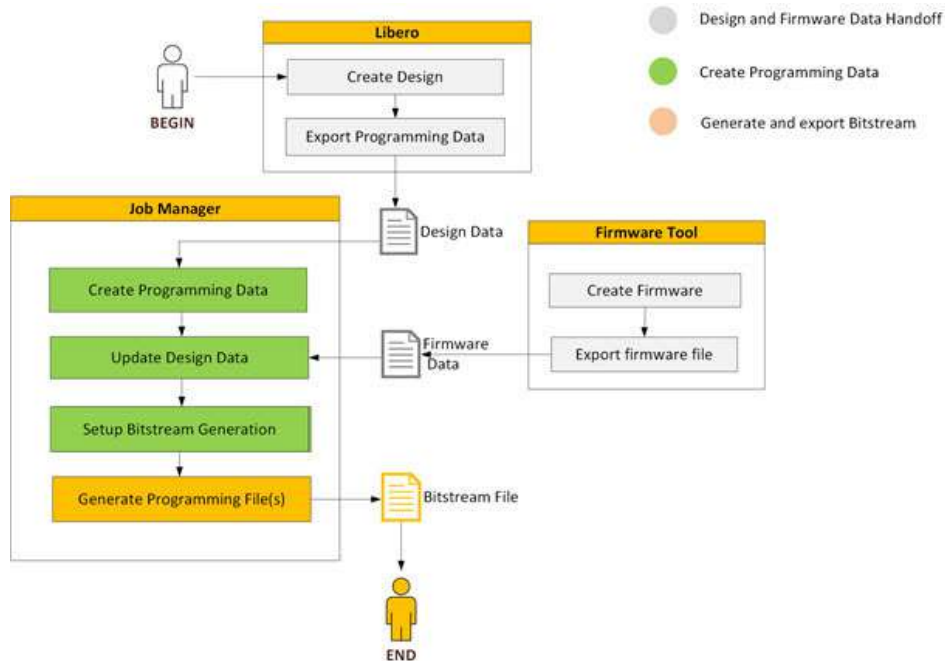 Libero
Create Design
Export Programming Data
BEGIN
Design and Firmware Data Handoff
Create Programming Data
Generate and export Bitstream
Job Manager
Design Data
Firmware Tool
Create Programming Data
Create Firmware
Update Design Data
Firmware
Data
Export firmware file
Setup Bitstream Generation
Generate Programming File(s)
Bitstream File
END